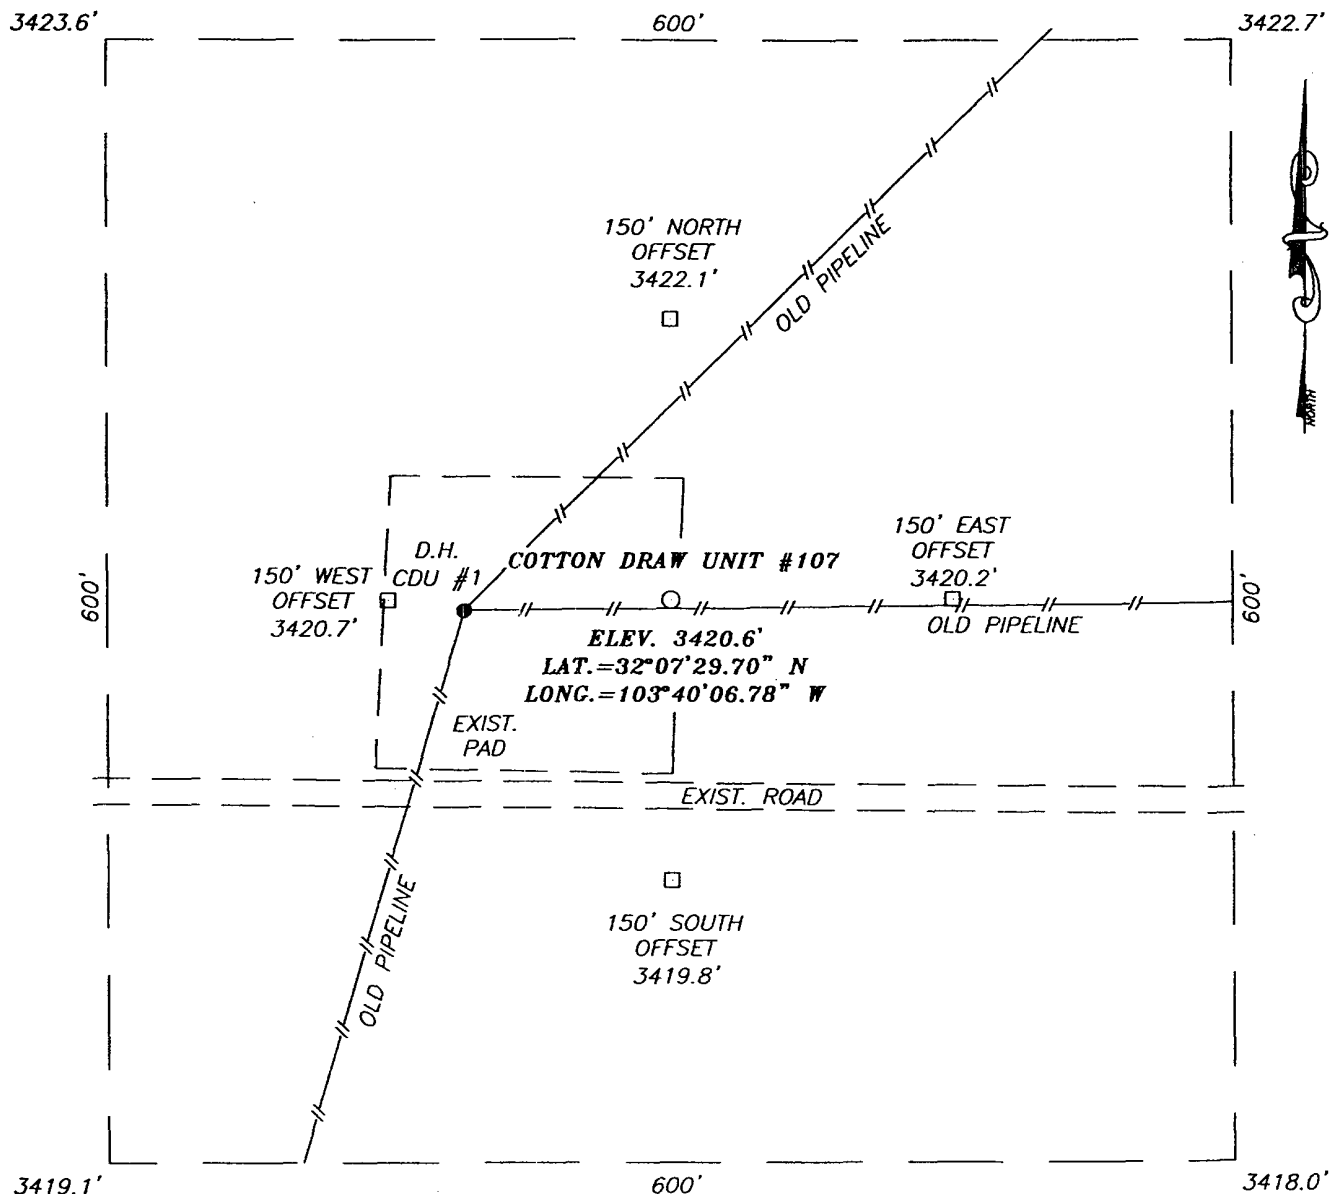 3423.6'
600'
3422.7'
150' NORTH
OFFSET
3422.1'
OLD PIPELINE
NORTH
D.H.
CDU #1
COTTON DRAW UNIT #107
150' EAST
OFFSET
3420.2'
150' WEST
OFFSET
3420.7'
600'
600'
OLD PIPELINE
ELEV. 3420.6'
LAT.=32°07'29.70" N
LONG.=103°40'06.78" W
EXIST.
PAD
EXIST. ROAD
150' SOUTH
OFFSET
3419.8'
OLD PIPELINE
3419.1'
600'
3418.0'